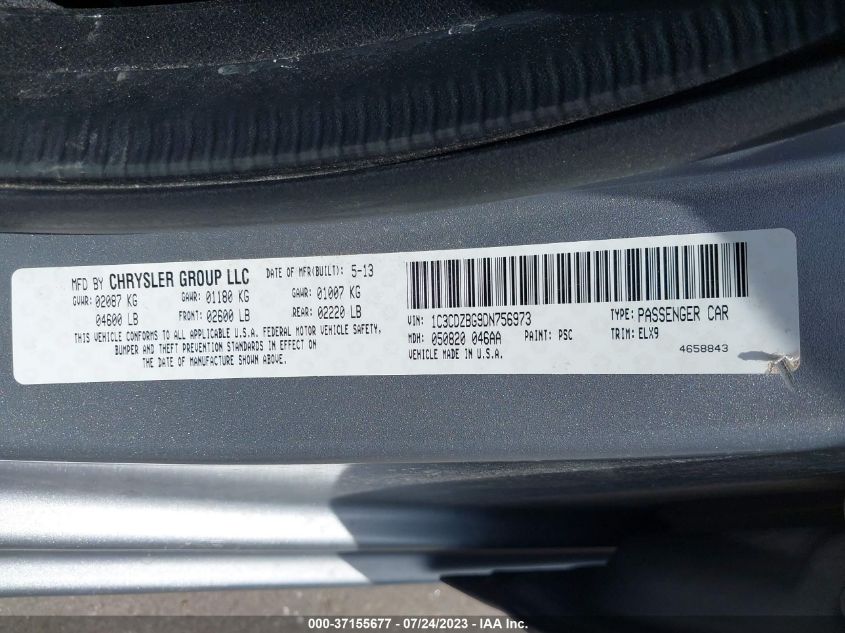 MFD BY CHRYSLER GROUP LLC DATE OF MFR(BUILT): 5-13
GVWR: 02087 KG GAWR: 01180 KG GAWR: 01007 KG
04600 LB FRONT: 02600 LB REAR: 02220 LB
THIS VEHICLE CONFORMS TO ALL APPLICABLE U.S.A. FEDERAL MOTOR VEHICLE SAFETY,
BUMPER AND THEFT PREVENTION STANDARDS IN EFFECT ON
THE DATE OF MANUFACTURE SHOWN ABOVE.
VIN: 1C3CDZBG9DN756973 TYPE: PASSENGER CAR
MDH: 050820 046AA PAINT: PSC TRIM: ELX9
VEHICLE MADE IN U.S.A. 4658843
000-37155677 / 07/24/2023 - IAA Inc.